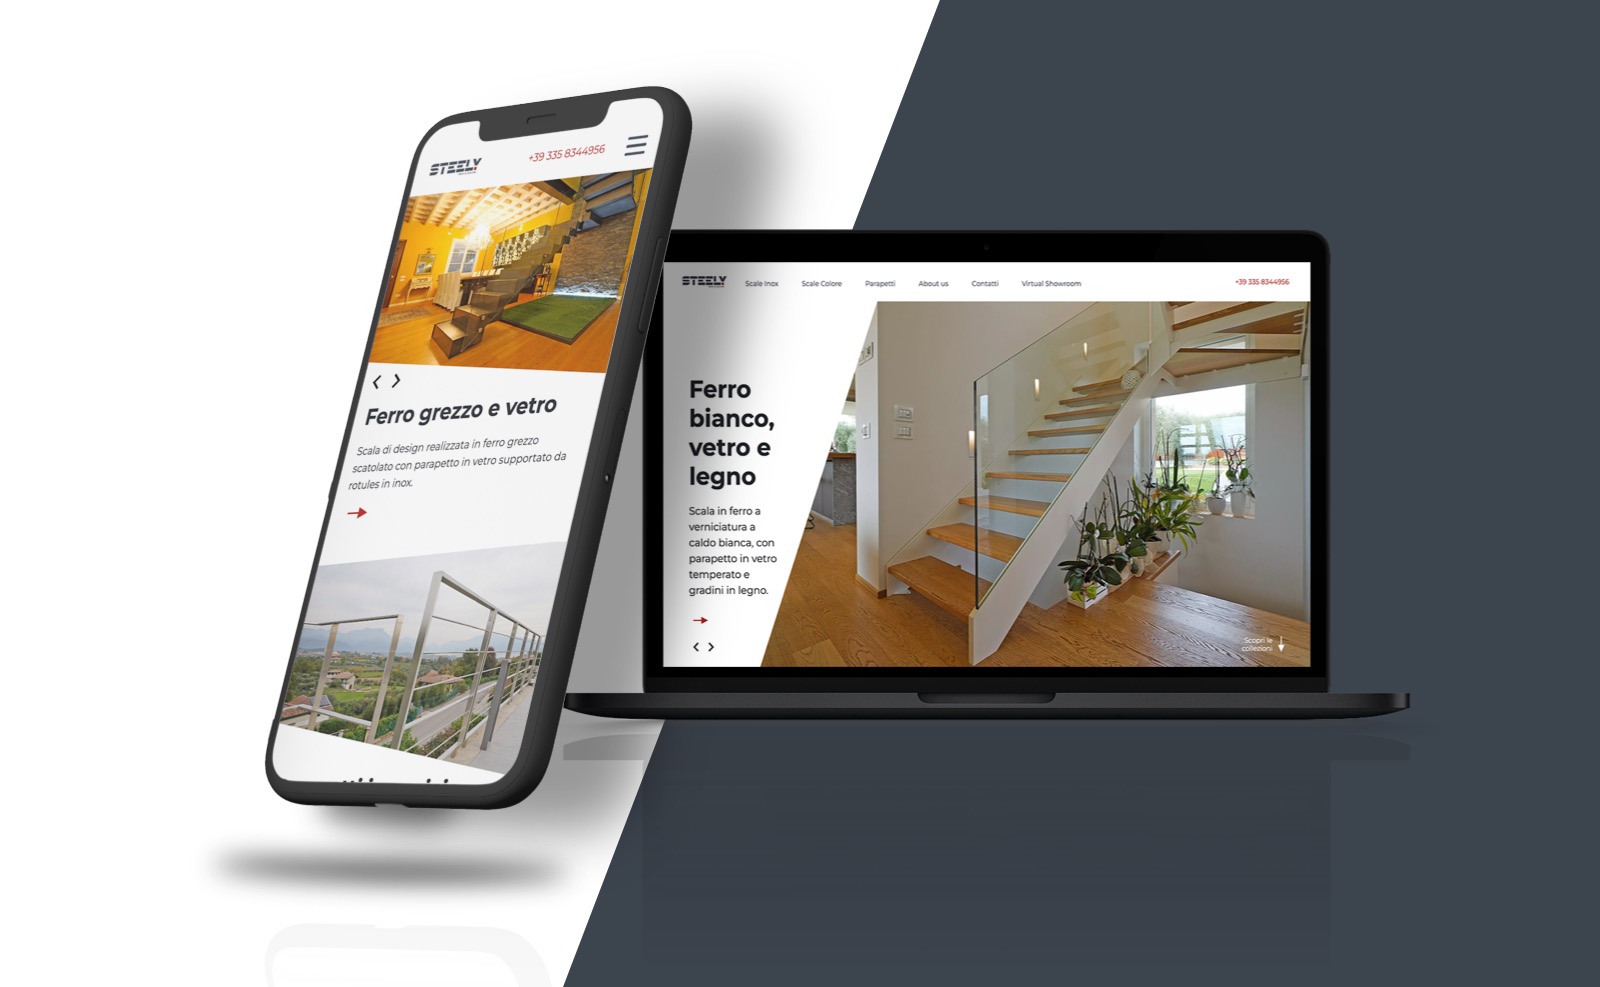 STEELY
+39 335 8344956
Ferro grezzo e vetro
Scala di design realizzata in ferro grezzo
scatolato con parapetto in vetro supportato da
rotules in inox.
STEELY
Scale Inox
Scale Colore
Parapetti
About us
Contatti
Virtual Showroom
+39 335 8344956
Ferro
bianco,
vetro e
legno
Scala in ferro a
verniciatura a
caldo bianca, con
parapetto in vetro
temperato e
gradini in legno.
Scopri le
collezioni